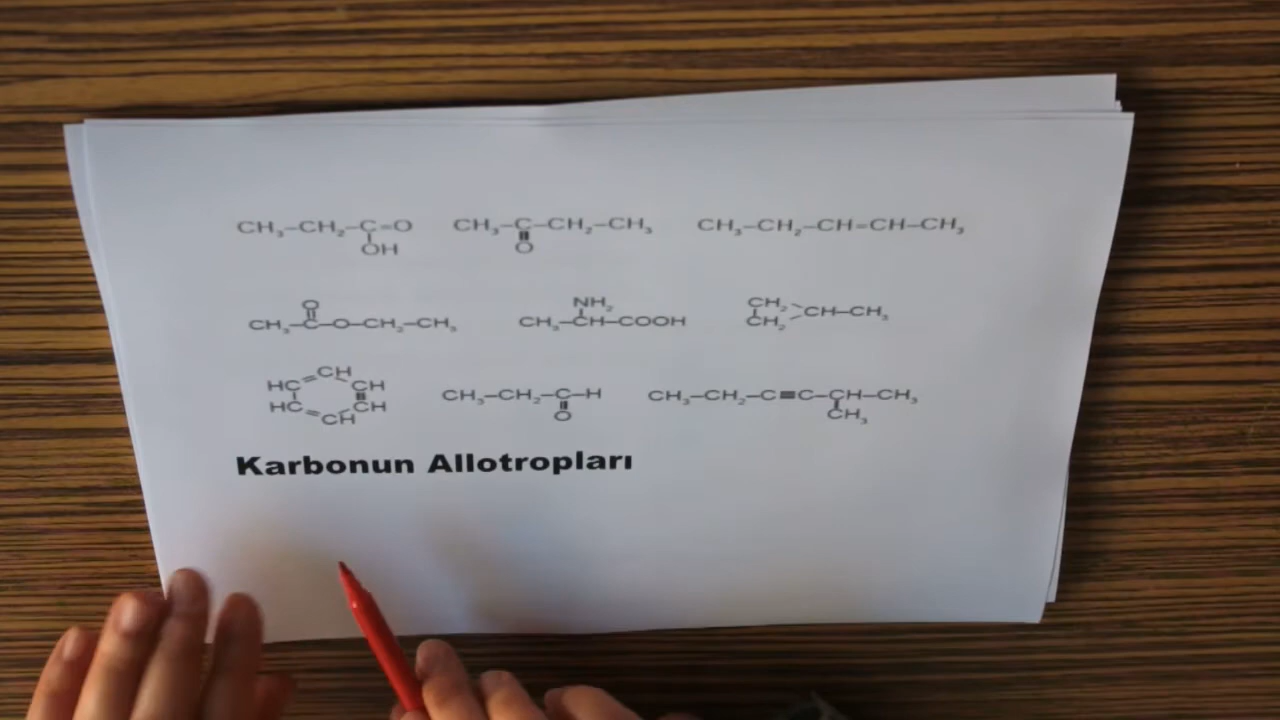 CH₃–CH₂–C=O CH₃–C–CH₂–CH₃ CH₃–CH₂–CH=CH–CH₃
OH O
O NH₂
CH₃–C–O–CH₂–CH₃ CH₃–CH–COOH CH₂ CH₂ CH–CH₃
CH
HC CH
HC CH
CH
CH₃–CH₂–C–H CH₃–CH₂–C≡C–CH–CH₃
O CH₃
Karbonun Allotropları